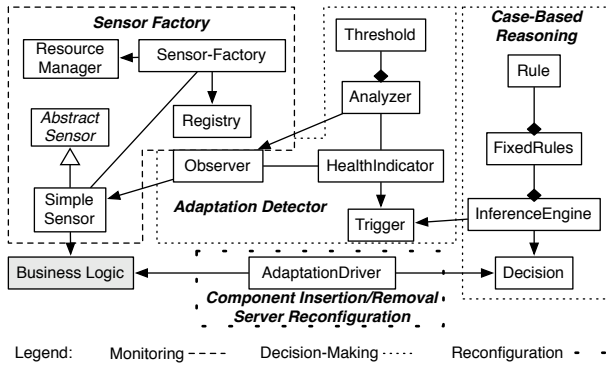 Sensor Factory
Case-Based
Reasoning
Resource
Manager
Sensor-Factory
Threshold
Rule
Abstract
Sensor
Registry
Analyzer
FixedRules
Observer
HealthIndicator
Simple
Sensor
Adaptation Detector
Trigger
InferenceEngine
Business Logic
AdaptationDriver
Decision
Component Insertion/Removal
Server Reconfiguration
Legend: Monitoring Decision-Making Reconfiguration